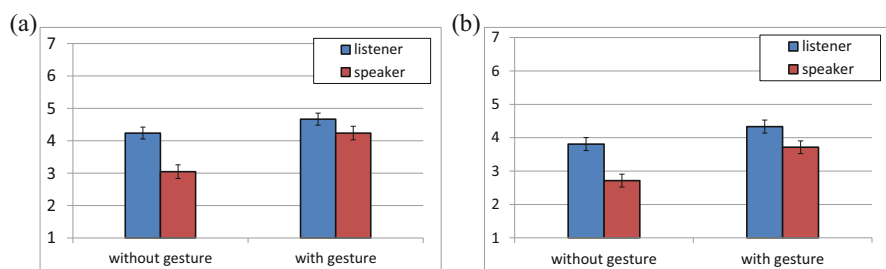 (a)
7
6
5
4
3
2
1
listener
speaker
without gesture
with gesture
(b)
7
6
5
4
3
2
1
listener
speaker
without gesture
with gesture